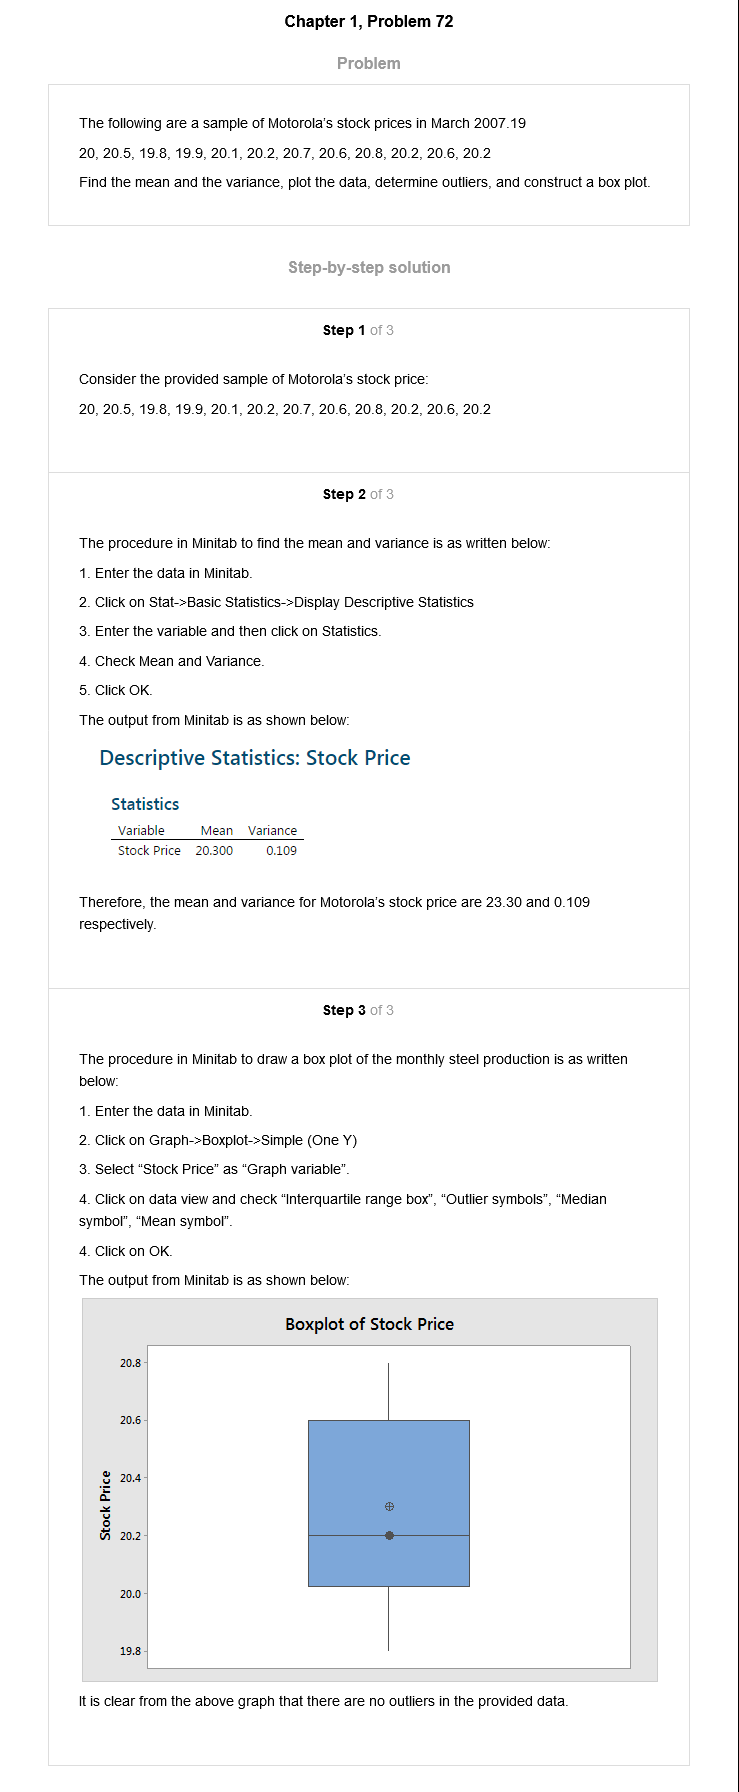 Chapter 1, Problem 72
Problem
The following are a sample of Motorola's stock prices in March 2007.19
20, 20.5, 19.8, 19.9, 20.1, 20.2, 20.7, 20.6, 20.8, 20.2, 20.6, 20.2
Find the mean and the variance, plot the data, determine outliers, and construct a box plot.
Step-by-step solution
Step 1 of 3
Consider the provided sample of Motorola's stock price:
20, 20.5, 19.8, 19.9, 20.1, 20.2, 20.7, 20.6, 20.8, 20.2, 20.6, 20.2
Step 2 of 3
The procedure in Minitab to find the mean and variance is as written below:
1. Enter the data in Minitab.
2. Click on Stat->Basic Statistics->Display Descriptive Statistics
3. Enter the variable and then click on Statistics.
4. Check Mean and Variance.
5. Click OK.
The output from Minitab is as shown below:
Descriptive Statistics: Stock Price
Statistics
Variable Mean Variance
Stock Price 20.300 0.109
Therefore, the mean and variance for Motorola's stock price are 23.30 and 0.109
respectively.
Step 3 of 3
The procedure in Minitab to draw a box plot of the monthly steel production is as written
below:
1. Enter the data in Minitab.
2. Click on Graph->Boxplot->Simple (One Y)
3. Select “Stock Price” as “Graph variable”.
4. Click on data view and check “Interquartile range box”, “Outlier symbols”, “Median
symbol”, “Mean symbol”.
4. Click on OK.
The output from Minitab is as shown below:
Boxplot of Stock Price
20.8
20.6
20.4
20.2
20.0
19.8
Stock Price
It is clear from the above graph that there are no outliers in the provided data.